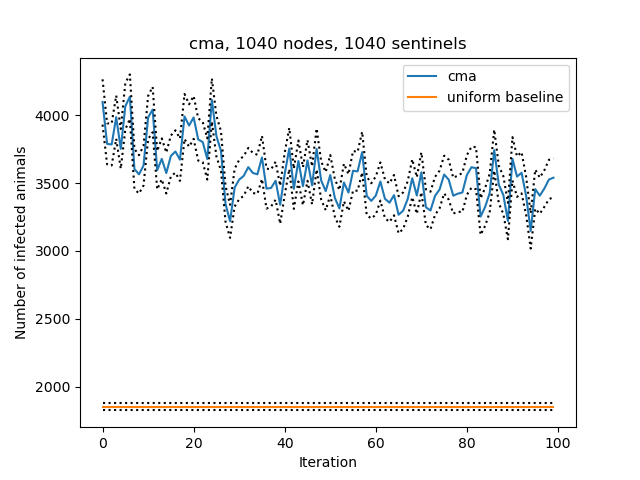 cma, 1040 nodes, 1040 sentinels
cma
uniform baseline
Number of infected animals
4000
3500
3000
2500
2000
0 20 40 60 80 100
Iteration